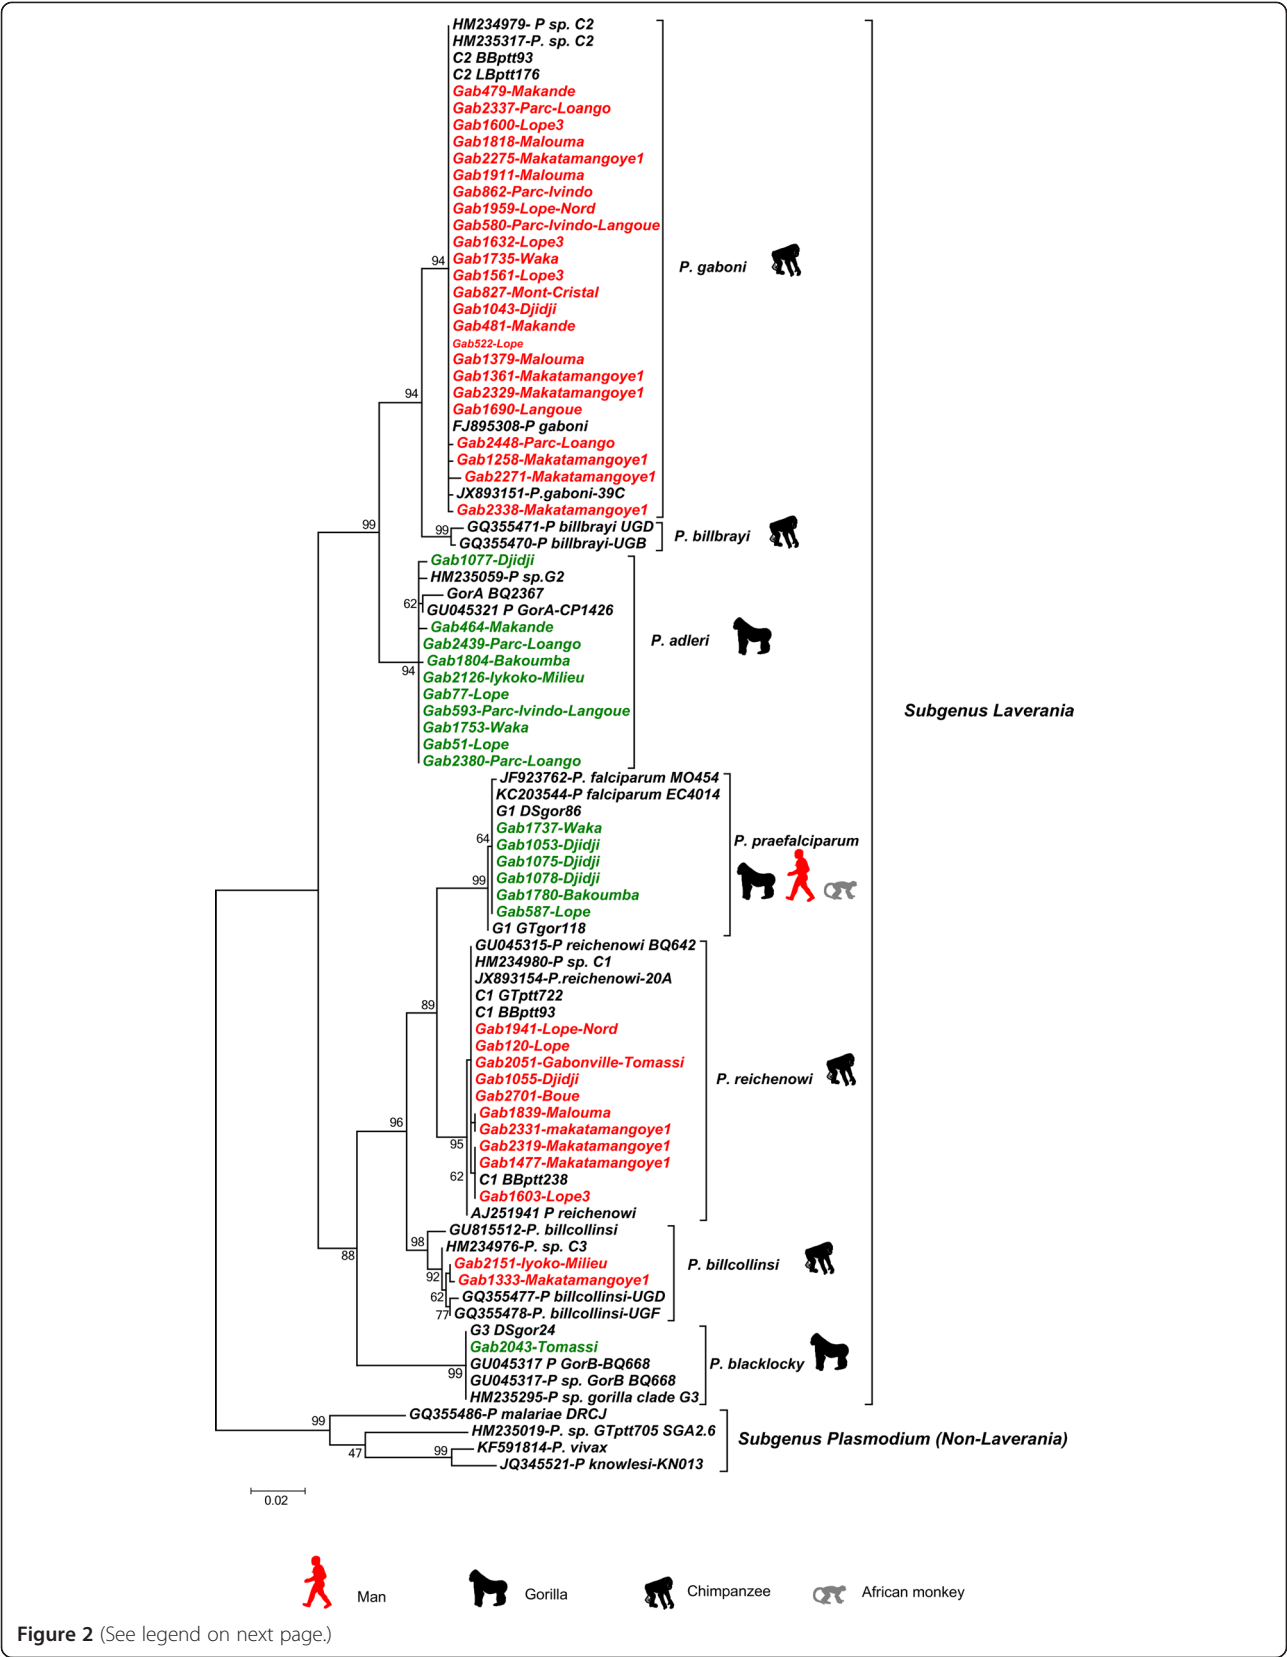 HM234979- P sp. C2
HM235317-P. sp. C2
C2 BBptt93
C2 LBptt176
Gab479-Makande
Gab2337-Parc-Loango
Gab1600-Lope3
Gab1818-Malouma
Gab2275-Makatamangoye1
Gab1911-Malouma
Gab862-Parc-Ivindo
Gab1959-Lope-Nord
Gab580-Parc-Ivindo-Langoue
Gab1632-Lope3
Gab1735-Waka
94
P. gaboni
Gab1561-Lope3
Gab827-Mont-Cristal
Gab1043-Djidji
Gab481-Makande
Gab522-Lope
Gab1379-Malouma
Gab1361-Makatamangoye1
Gab2329-Makatamangoye1
94
Gab1690-Langoue
FJ895308-P gaboni
Gab2448-Parc-Loango
Gab1258-Makatamangoye1
Gab2271-Makatamangoye1
JX893151-P.gaboni-39C
Gab2338-Makatamangoye1
99
99
GQ355471-P billbrayi UGD
P. billbrayi
GQ355470-P billbrayi-UGB
Gab1077-Djidji
HM235059-P sp.G2
GorA BQ2367
62
GU045321 P GorA-CP1426
Gab464-Makande
Gab2439-Parc-Loango
P. adleri
Gab1804-Bakoumba
94
Gab2126-Iykoko-Milieu
Gab77-Lope
Gab593-Parc-Ivindo-Langoue
Subgenus Laverania
Gab1753-Waka
Gab51-Lope
Gab2380-Parc-Loango
JF923762-P. falciparum MO454
KC203544-P falciparum EC4014
G1 DSgor86
Gab1737-Waka
64
P. praefalciparum
Gab1053-Djidji
Gab1075-Djidji
99
Gab1078-Djidji
Gab1780-Bakoumba
Gab587-Lope
G1 GTgor118
GU045315-P reichenowi BQ642
HM234980-P sp. C1
JX893154-P.reichenowi-20A
C1 GTptt722
89
C1 BBptt93
Gab1941-Lope-Nord
Gab120-Lope
Gab2051-Gabonville-Tomassi
Gab1055-Djidji
P. reichenowi
Gab2701-Boue
Gab1839-Malouma
96
Gab2331-makatamangoye1
95
Gab2319-Makatamangoye1
Gab1477-Makatamangoye1
62
C1 BBptt238
Gab1603-Lope3
AJ251941 P reichenowi
GU815512-P. billcollinsi
98
HM234976-P. sp. C3
88
Gab2151-Iyoko-Milieu
P. billcollinsi
92
Gab1333-Makatamangoye1
62
GQ355477-P billcollinsi-UGD
77
GQ355478-P. billcollinsi-UGF
G3 DSgor24
Gab2043-Tomassi
GU045317 P GorB-BQ668
P. blacklocky
99
GU045317-P sp. GorB BQ668
HM235295-P sp. gorilla clade G3
GQ355486-P malariae DRCJ
99
HM235019-P. sp. GTptt705 SGA2.6
Subgenus Plasmodium (Non-Laverania)
47
99
KF591814-P. vivax
JQ345521-P knowlesi-KN013
0.02
Man
Gorilla
Chimpanzee
African monkey
Figure 2 (See legend on next page.)